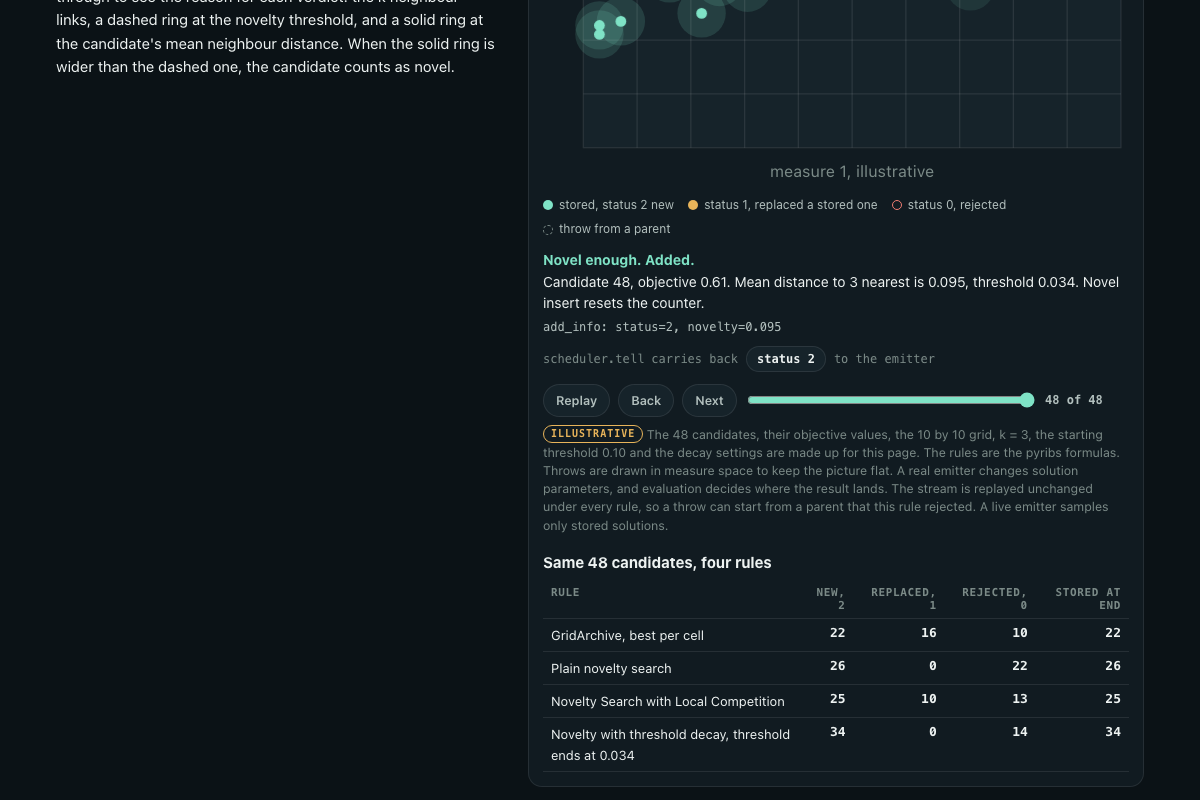 links, a dashed ring at the novelty threshold, and a solid ring at
the candidate's mean neighbour distance. When the solid ring is
wider than the dashed one, the candidate counts as novel.
measure 1, illustrative
stored, status 2 new
status 1, replaced a stored one
status 0, rejected
throw from a parent
Novel enough. Added.
Candidate 48, objective 0.61. Mean distance to 3 nearest is 0.095, threshold 0.034. Novel
insert resets the counter.
add_info: status=2, novelty=0.095
scheduler.tell carries back status 2 to the emitter
Replay Back Next 48 of 48
ILLUSTRATIVE The 48 candidates, their objective values, the 10 by 10 grid, k = 3, the starting
threshold 0.10 and the decay settings are made up for this page. The rules are the pyribs formulas.
Throws are drawn in measure space to keep the picture flat. A real emitter changes solution
parameters, and evaluation decides where the result lands. The stream is replayed unchanged
under every rule, so a throw can start from a parent that this rule rejected. A live emitter samples
only stored solutions.
Same 48 candidates, four rules
RULE NEW, 2 REPLACED, 1 REJECTED, 0 STORED AT END
GridArchive, best per cell 22 16 10 22
Plain novelty search 26 0 22 26
Novelty Search with Local Competition 25 10 13 25
Novelty with threshold decay, threshold 34 0 14 34
ends at 0.034